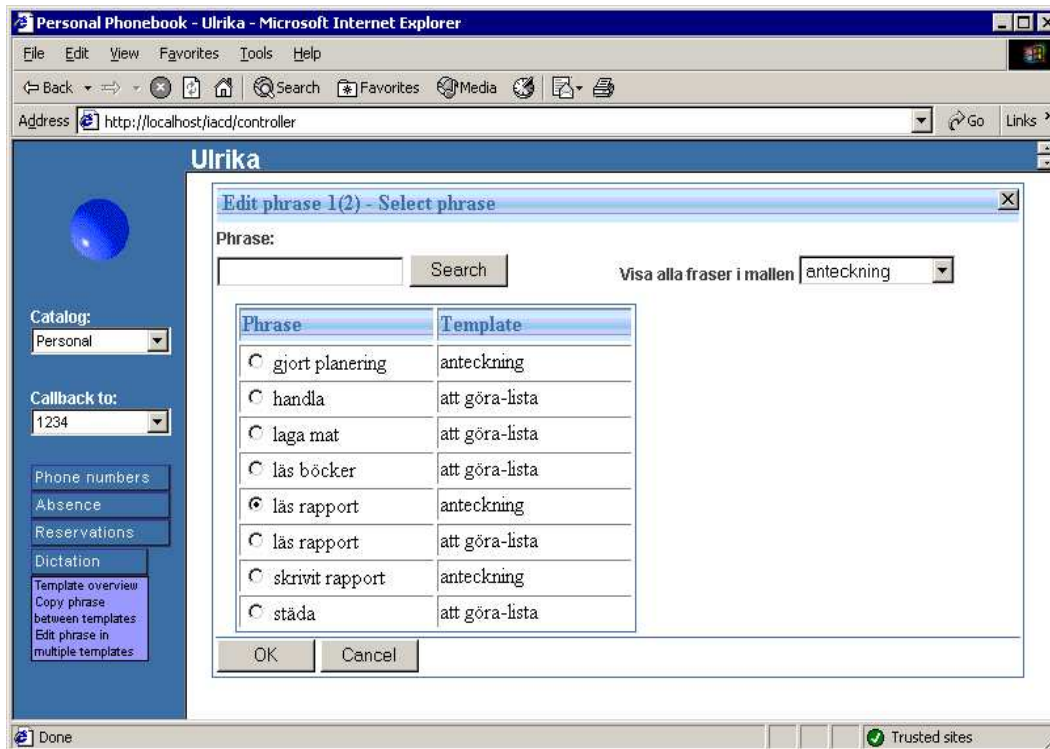 Personal Phonebook - Ulrika - Microsoft Internet Explorer
File Edit View Favorites Tools Help
Back Search Favorites Media
Address http://localhost/iacd/controller Go Links
Ulrika
Edit phrase 1(2) - Select phrase
Phrase:
Search Visa alla fraser i mallen anteckning
Catalog:
Personal
Callback to:
1234
Phone numbers
Absence
Reservations
Dictation
Template overview
Copy phrase
between templates
Edit phrase in
multiple templates
Phrase Template
gjort planering anteckning
handla att göra-lista
laga mat att göra-lista
läs böcker att göra-lista
läs rapport anteckning
läs rapport att göra-lista
skrivit rapport anteckning
städa att göra-lista
OK Cancel
Done Trusted sites